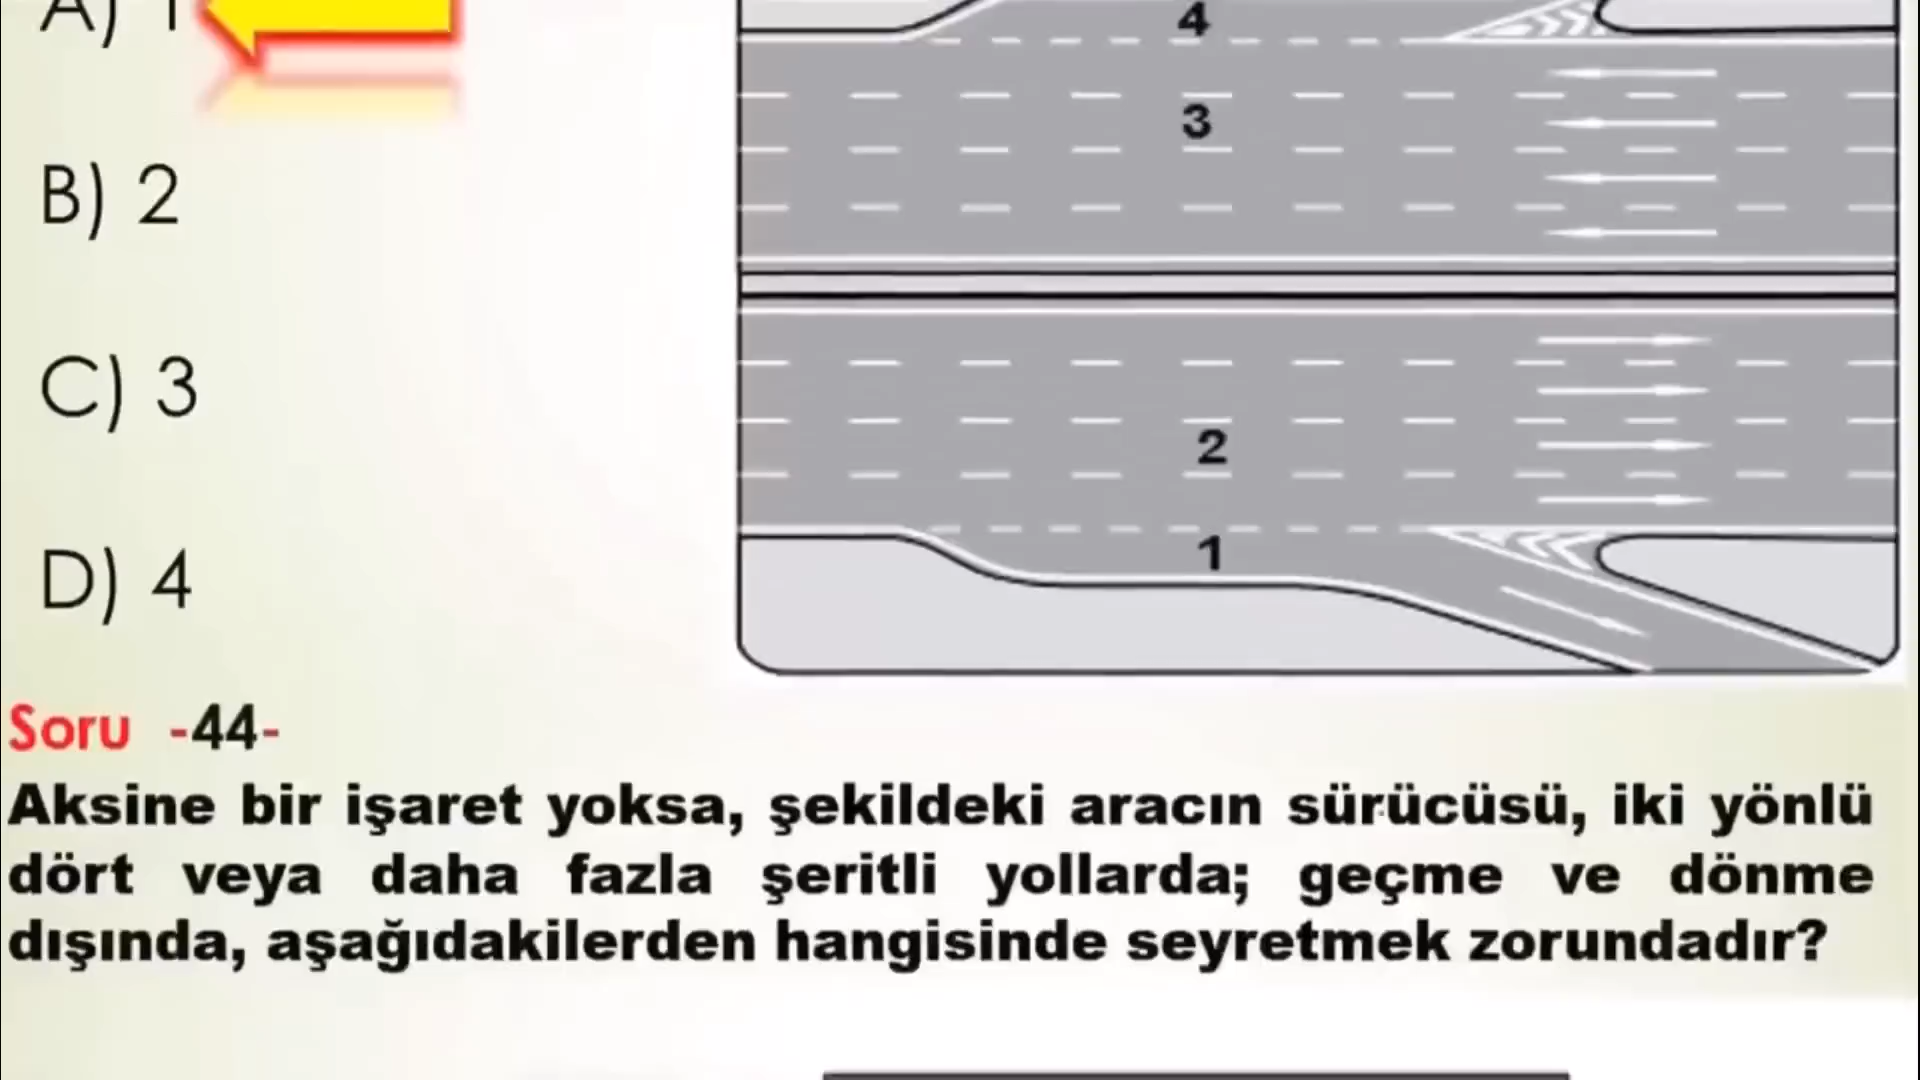 A) 1
4
3
B) 2
C) 3
2
1
D) 4
Soru -44-
Aksine bir işaret yoksa, şekildeki aracın sürücüsü, iki yönlü
dört veya daha fazla şeritli yollarda; geçme ve dönme
dışında, aşağıdakilerden hangisinde seyretmek zorundadır?